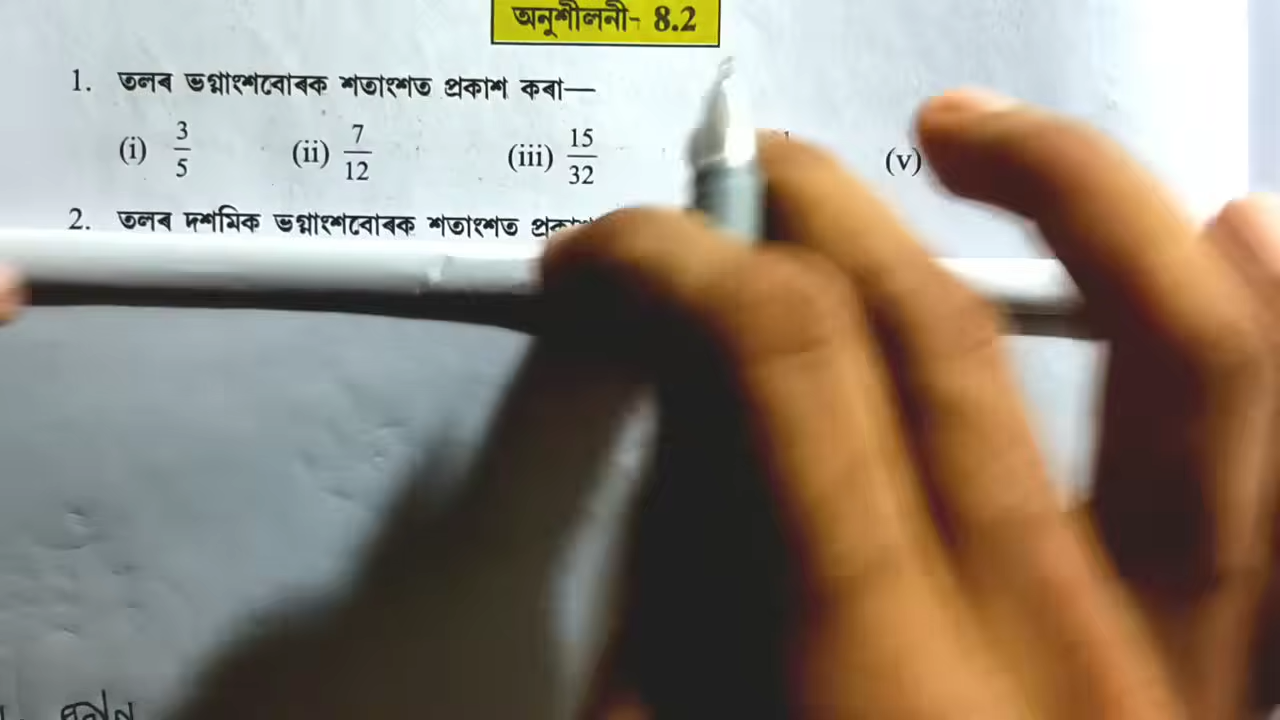 অনুশীলনী- 8.2
1. তলৰ ভগ্নাংশবোৰক শতাংশত প্ৰকাশ কৰা—
(i) 3/5 (ii) 7/12 (iii) 15/32 (v)
2. তলৰ দশমিক ভগ্নাংশবোৰক শতাংশত